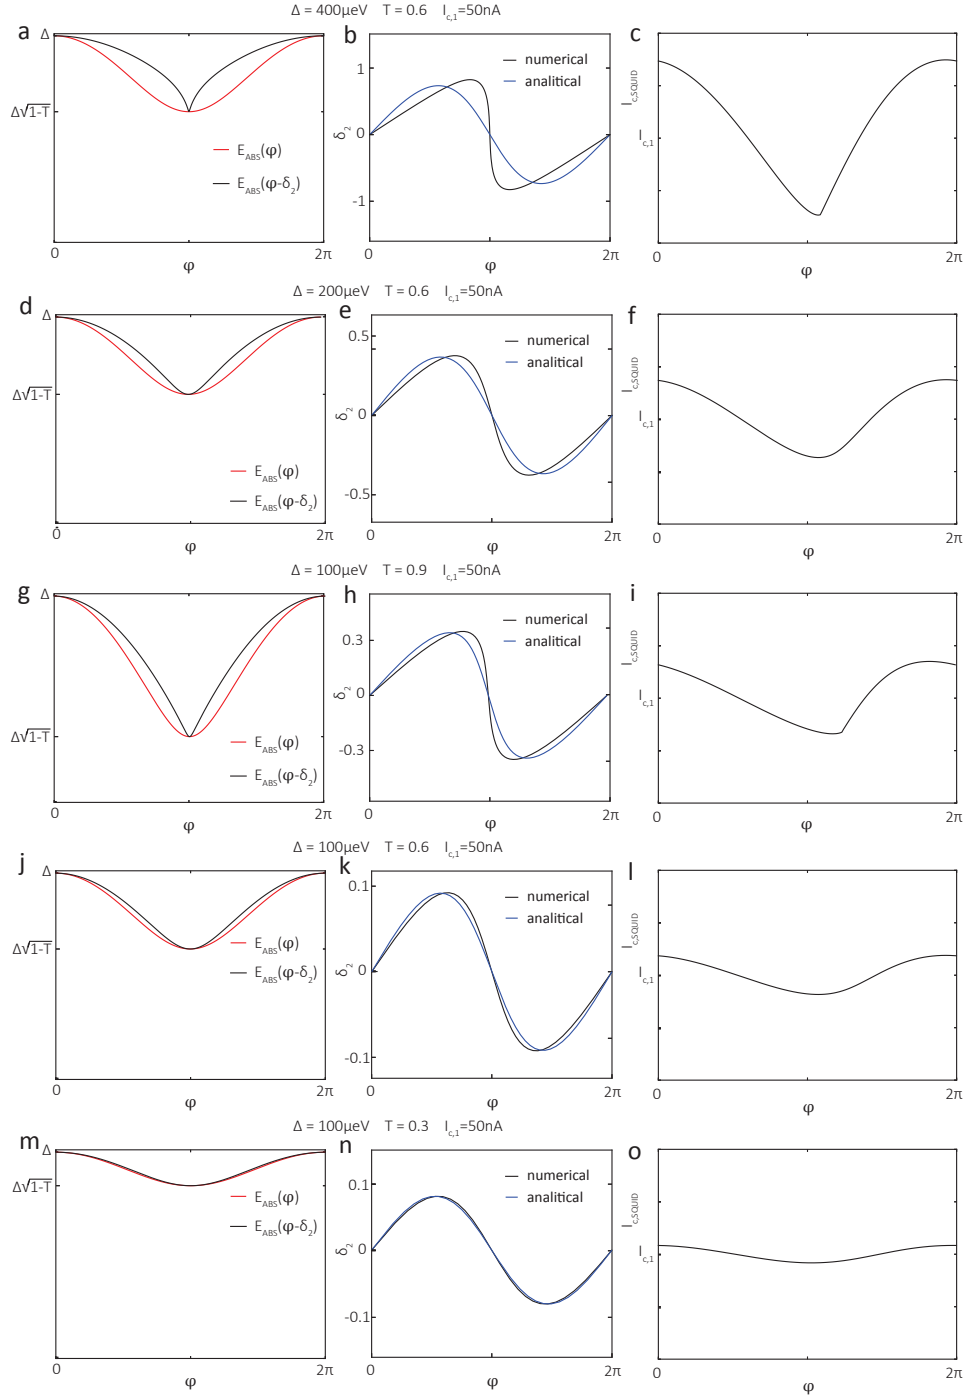 Δ = 400μeV T = 0.6 I_c,1=50nA
a
Δ
Δ√1-T
E_ABS(φ)
E_ABS(φ-δ_2)
0
φ
2π
b
1
0
-1
δ_2
numerical
analitical
0
φ
2π
c
I_c,SQUID
I_c,1
0
φ
2π
Δ = 200μeV T = 0.6 I_c,1=50nA
d
Δ
Δ√1-T
E_ABS(φ)
E_ABS(φ-δ_2)
0
φ
2π
e
0.5
0
-0.5
δ_2
numerical
analitical
0
φ
2π
f
I_c,SQUID
I_c,1
0
φ
2π
Δ = 100μeV T = 0.9 I_c,1=50nA
g
Δ
Δ√1-T
E_ABS(φ)
E_ABS(φ-δ_2)
0
φ
2π
h
0.3
0
-0.3
δ_2
numerical
analitical
0
φ
2π
i
I_c,SQUID
I_c,1
0
φ
2π
Δ = 100μeV T = 0.6 I_c,1=50nA
j
Δ
Δ√1-T
E_ABS(φ)
E_ABS(φ-δ_2)
0
φ
2π
k
0.1
0
-0.1
δ_2
numerical
analitical
0
φ
2π
l
I_c,SQUID
I_c,1
0
φ
2π
Δ = 100μeV T = 0.3 I_c,1=50nA
m
Δ
Δ√1-T
E_ABS(φ)
E_ABS(φ-δ_2)
0
φ
2π
n
0.1
0
-0.1
δ_2
numerical
analitical
0
φ
2π
o
I_c,SQUID
I_c,1
0
φ
2π